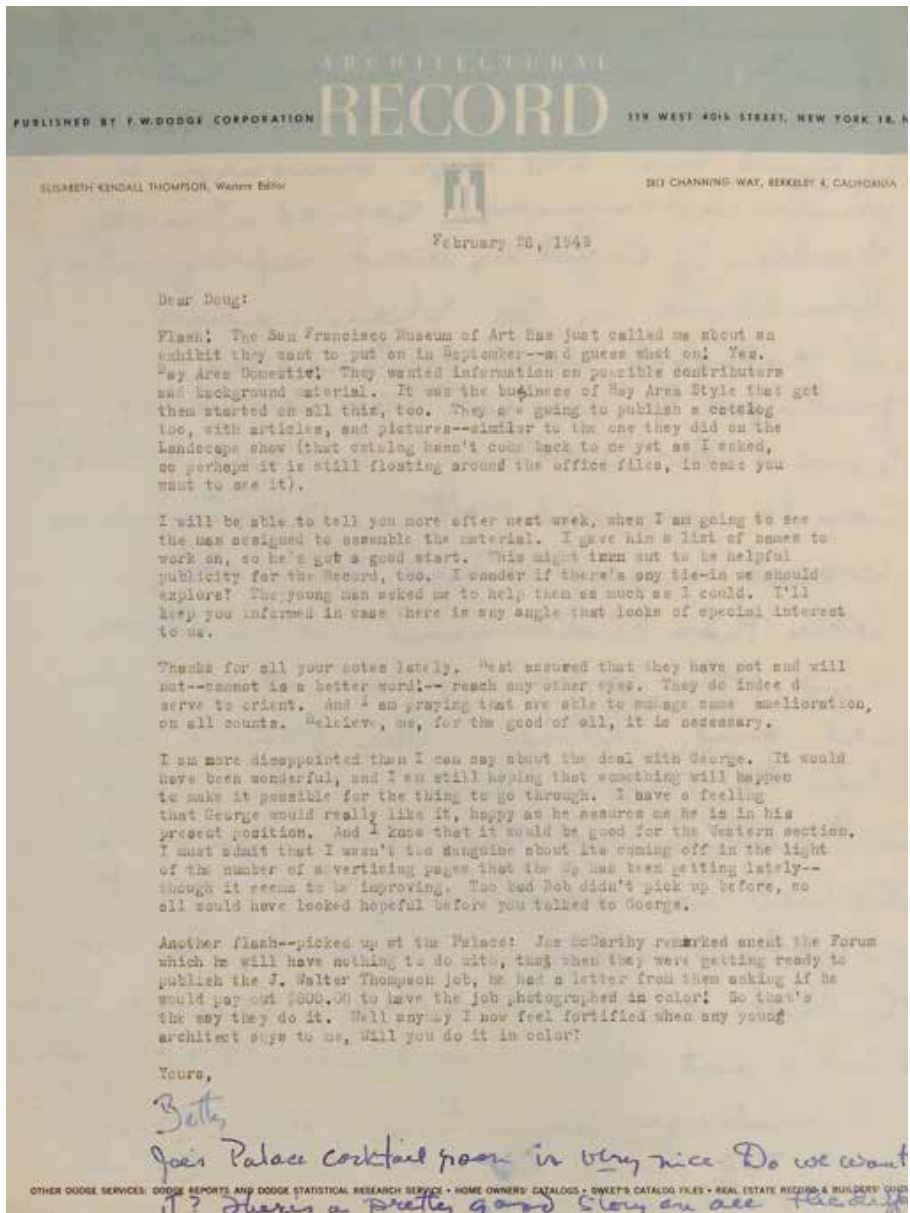 ARCHITECTURAL
RECORD
PUBLISHED BY F.W. DODGE CORPORATION
119 WEST 40th STREET, NEW YORK 18, N
ELISABETH KENDALL THOMPSON, Western Editor
2813 CHANNING WAY, BERKELEY 4, CALIFORNIA
February 28, 1949
Dear Doug:
Flash! The San Francisco Museum of Art has just called me about an
exhibit they want to put on in September--and guess what on! Yes.
Bay Area Domestic! They wanted information on possible contributors
and background material. It was the business of Bay Area Style that got
them started on all this, too. They are going to publish a catalog
too, with articles, and pictures--similar to the one they did on the
Landscape show (that catalog hasn't come back to me yet as I asked,
so perhaps it is still floating around the office files, in case you
want to see it).
I will be able to tell you more after next week, when I am going to see
the man assigned to assemble the material. I gave him a list of names to
work on, so he's got a good start. This might turn out to be helpful
publicity for the Record, too. I wonder if there's any tie-in we should
explore? The young man asked me to help them as much as I could. I'll
keep you informed in case there is any angle that looks of special interest
to us.
Thanks for all your notes lately. Rest assured that they have not and will
not--cannot is a better word!-- reach any other eyes. They do indee d
serve to orient. And I am praying that are able to manage some amelioration,
on all counts. Belcieve, me, for the good of all, it is necessary.
I am more disappointed than I can say about the deal with George. It would
have been wonderful, and I am still hoping that something will happen
to make it possible for the thing to go through. I have a feeling
that George would really like it, happy as he assures me he is in his
present position. And I know that it would be good for the Western section.
I must admit that I wasn't too sanguine about its coming off in the light
of the number of advertising pages that the has been getting lately--
though it seems to be improving. Too bad Bob didn't pick up before, so
all would have looked hopeful before you talked to George.
Another flash--picked up at the Palace: Joe McCarthy remarked anent the Forum
which he will have nothing to do with, that when they were getting ready to
publish the J. Walter Thompson job, he had a letter from them asking if he
would pay out $600.00 to have the job photographed in color! So that's
the way they do it. Well anyway I now feel fortified when any young
architect says to me, Will you do it in color?
Yours,
Betty
Joe's Palace cocktail room is very nice Do we want
OTHER DODGE SERVICES: DODGE REPORTS AND DODGE STATISTICAL RESEARCH SERVICE • HOME OWNERS' CATALOGS • SWEET'S CATALOG FILES • REAL ESTATE RECORD & BUILDERS' GUIDE
it? There's a pretty good story on all the